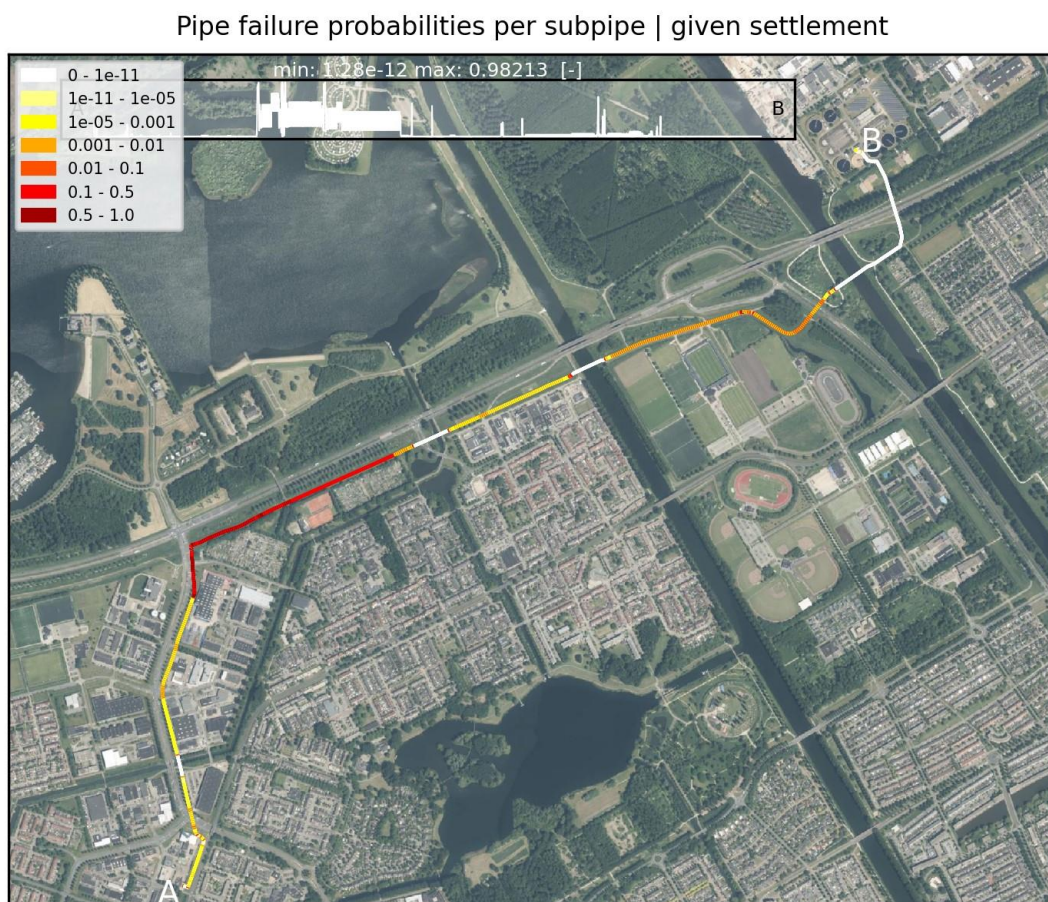 Pipe failure probabilities per subpipe | given settlement
min: 1.28e-12 max: 0.98213 [-]
0 - 1e-11
1e-11 - 1e-05
1e-05 - 0.001
0.001 - 0.01
0.01 - 0.1
0.1 - 0.5
0.5 - 1.0
A
B
B
A